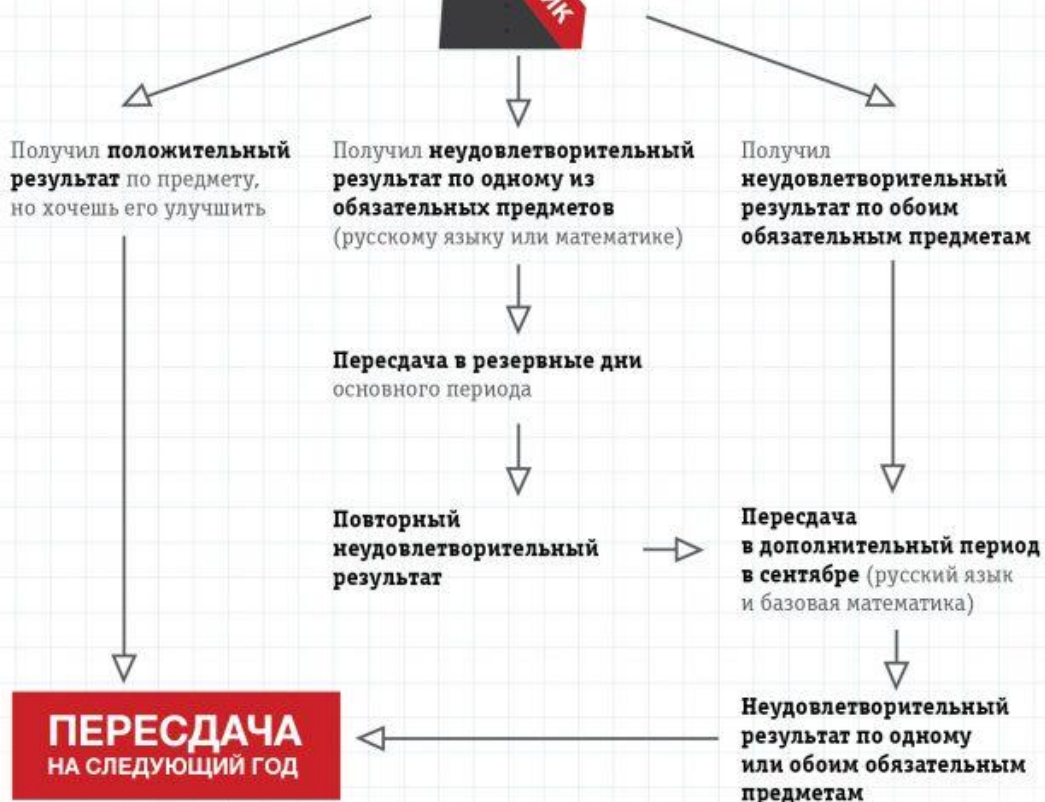 Получил положительный
результат по предмету,
но хочешь его улучшить
Получил неудовлетворительный
результат по одному из
обязательных предметов
(русскому языку или математике)
Получил
неудовлетворительный
результат по обоим
обязательным предметам
Пересдача в резервные дни
основного периода
Повторный
неудовлетворительный
результат
Пересдача
в дополнительный период
в сентябре (русский язык
и базовая математика)
Неудовлетворительный
результат по одному
или обоим обязательным
предметам
ПЕРЕСДАЧА
НА СЛЕДУЮЩИЙ ГОД